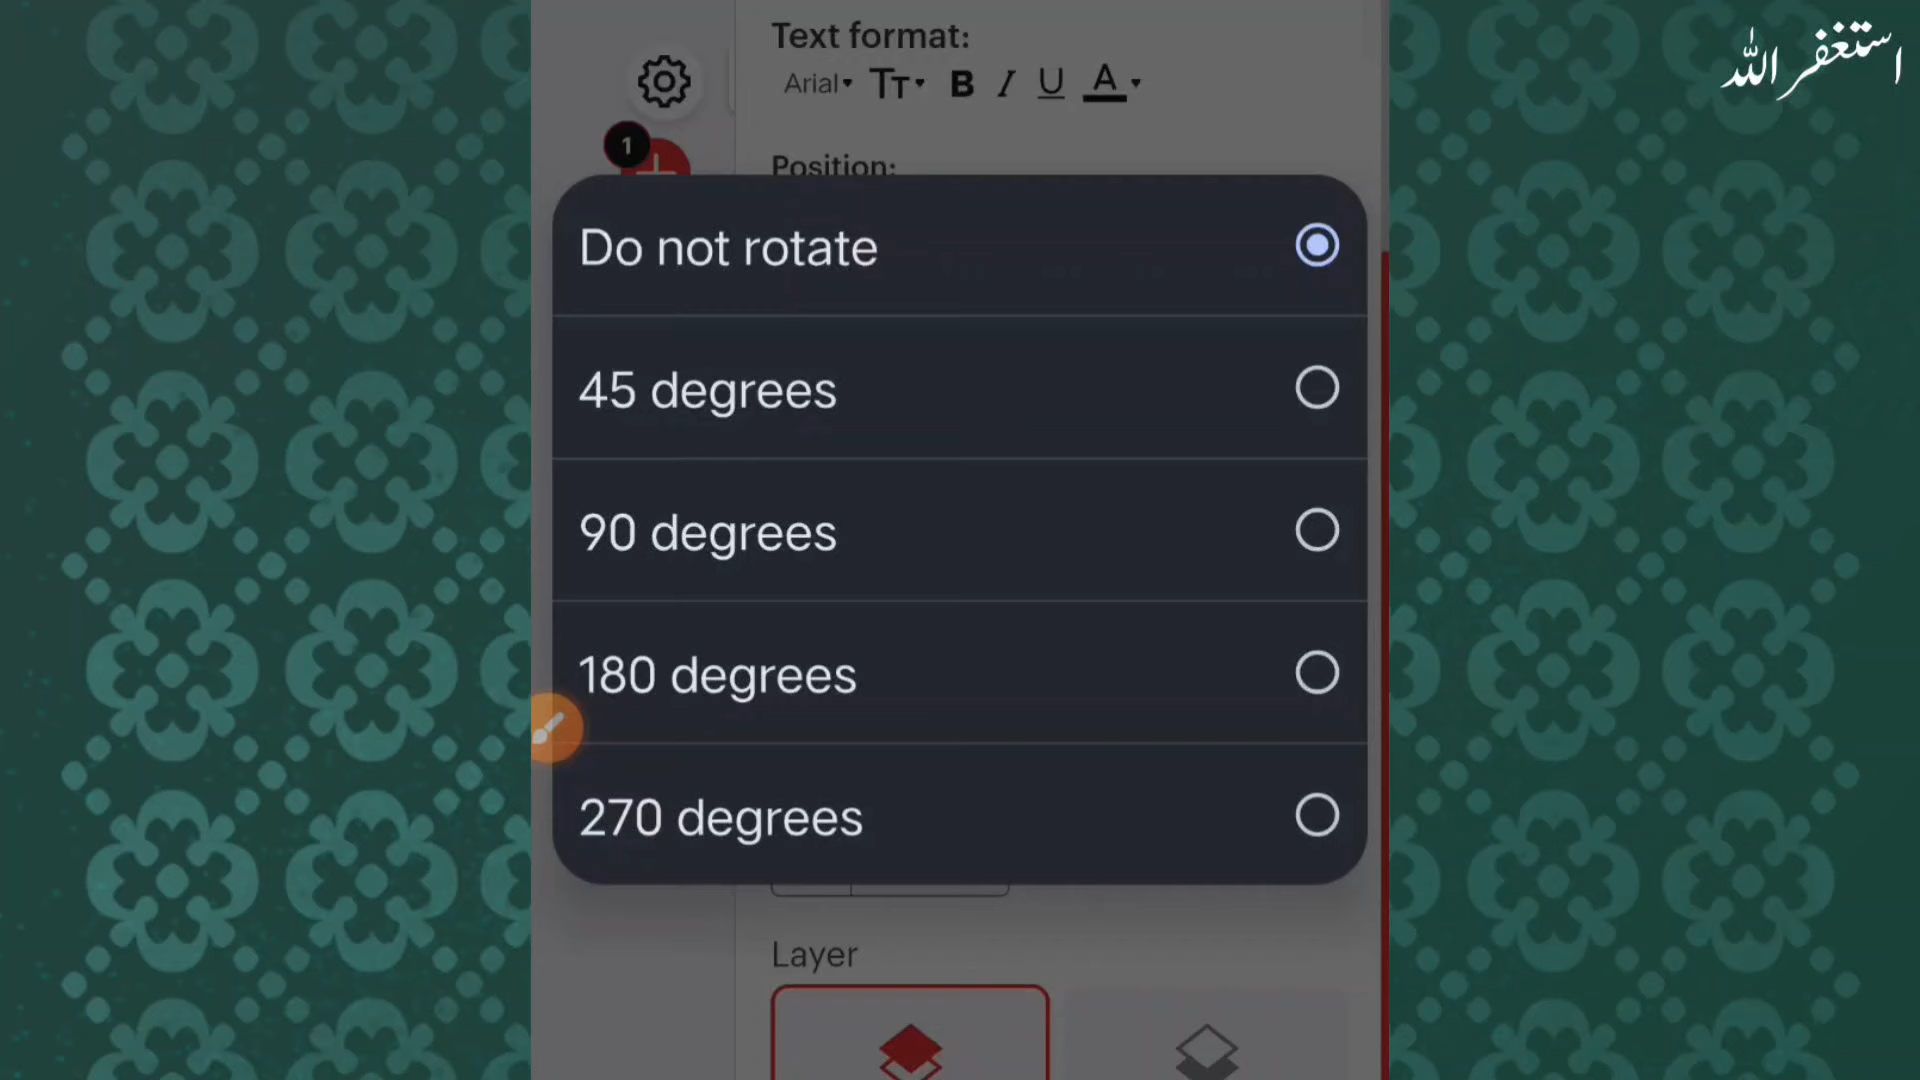 استغفر الله
Text format:
Arial
TT B I U A
1
Position:
Do not rotate
45 degrees
90 degrees
180 degrees
270 degrees
Layer